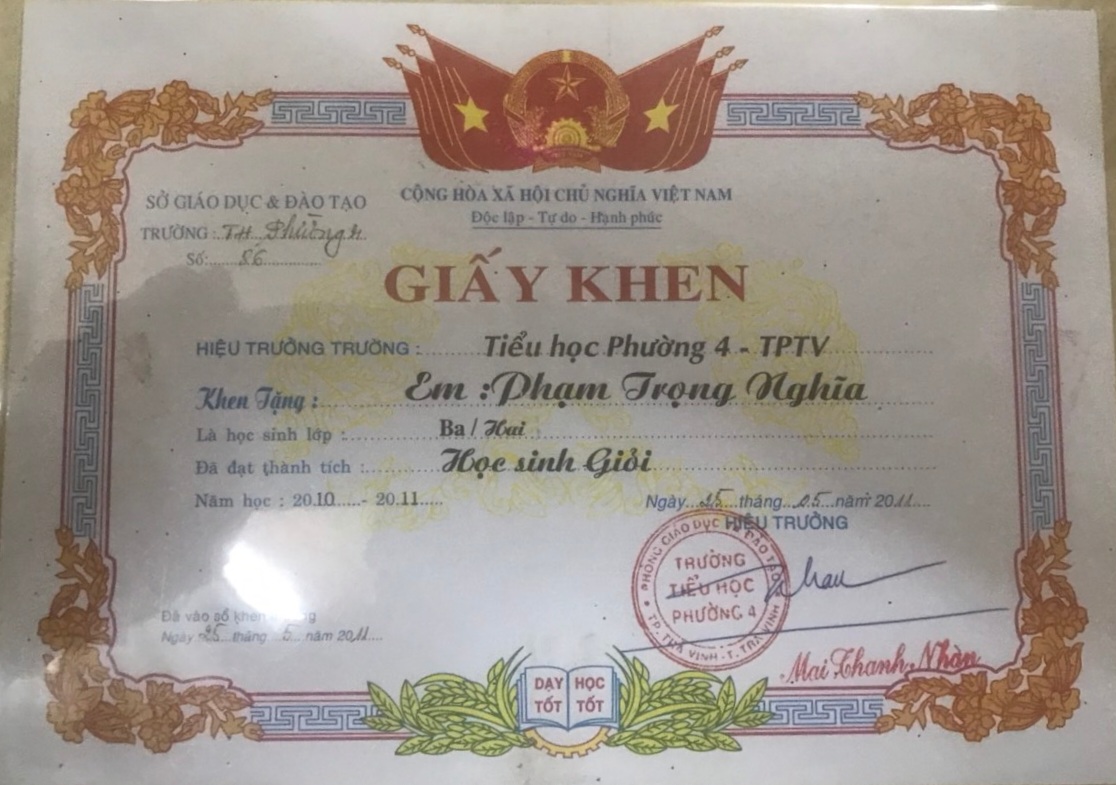 SỞ GIÁO DỤC & ĐÀO TẠO
TRƯỜNG : TH Phường 4
Số: 86
CỘNG HÒA XÃ HỘI CHỦ NGHĨA VIỆT NAM
Độc lập - Tự do - Hạnh phúc
GIẤY KHEN
HIỆU TRƯỞNG TRƯỜNG : Tiểu học Phường 4 - TPTV
Khen Tặng : Em : Phạm Trọng Nghĩa
Là học sinh lớp : Ba / Hai
Đã đạt thành tích : Học sinh Giỏi
Năm học : 2010 - 2011
Ngày 25 tháng 05 năm 2011
HIỆU TRƯỞNG
PHÒNG GIÁO DỤC ĐÀO TẠO
TRƯỜNG
TIỂU HỌC
PHƯỜNG 4
TP. TRÀ VINH - T. TRÀ VINH
Mai Thanh Nhàn
Đã vào sổ khen
Ngày 25 tháng 5 năm 2011
DẠY TỐT
HỌC TỐT